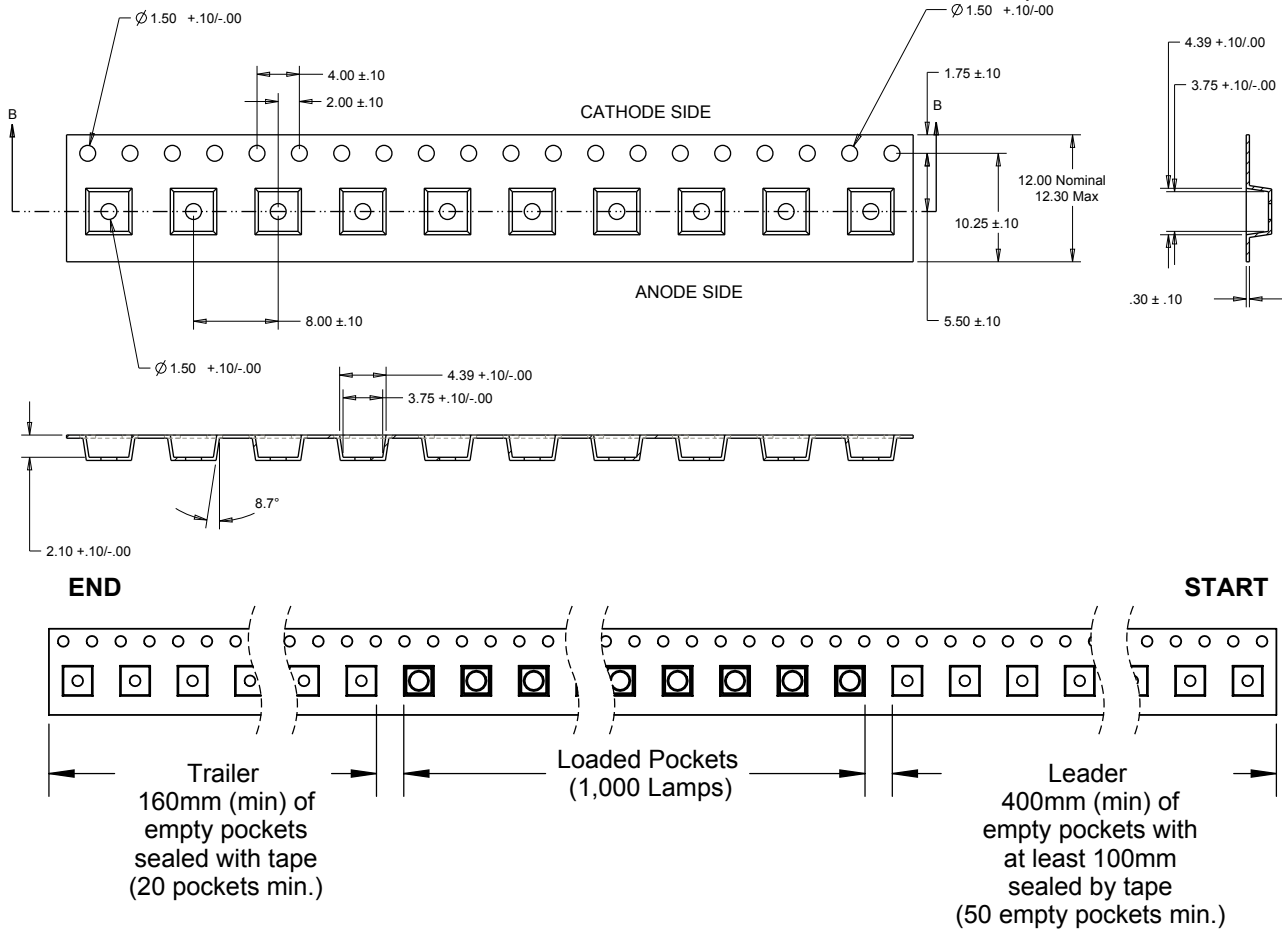 Ø 1.50 +.10/-.00
Ø 1.50 +.10/-00
4.00 ±.10
2.00 ±.10
1.75 ±.10
4.39 +.10/.00
3.75 +.10/-.00
B
B
CATHODE SIDE
12.00 Nominal
12.30 Max
10.25 ±.10
ANODE SIDE
.30 ± .10
8.00 ±.10
5.50 ±.10
Ø 1.50 +.10/-.00
4.39 +.10/-.00
3.75 +.10/-.00
8.7°
2.10 +.10/-.00
END
START
Trailer
160mm (min) of
empty pockets
sealed with tape
(20 pockets min.)
Loaded Pockets
(1,000 Lamps)
Leader
400mm (min) of
empty pockets with
at least 100mm
sealed by tape
(50 empty pockets min.)